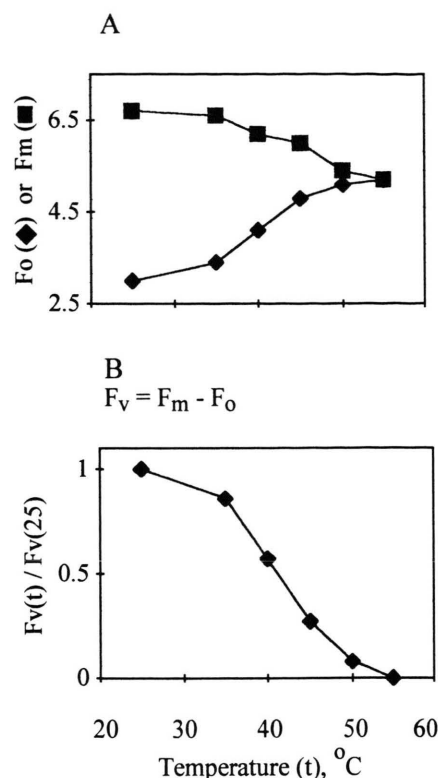 A
Fo (◆) or Fm (■)
6.5
4.5
2.5
B
Fv = Fm - Fo
Fv(t) / Fv(25)
1
0.5
0
20 30 40 50 60
Temperature (t), °C